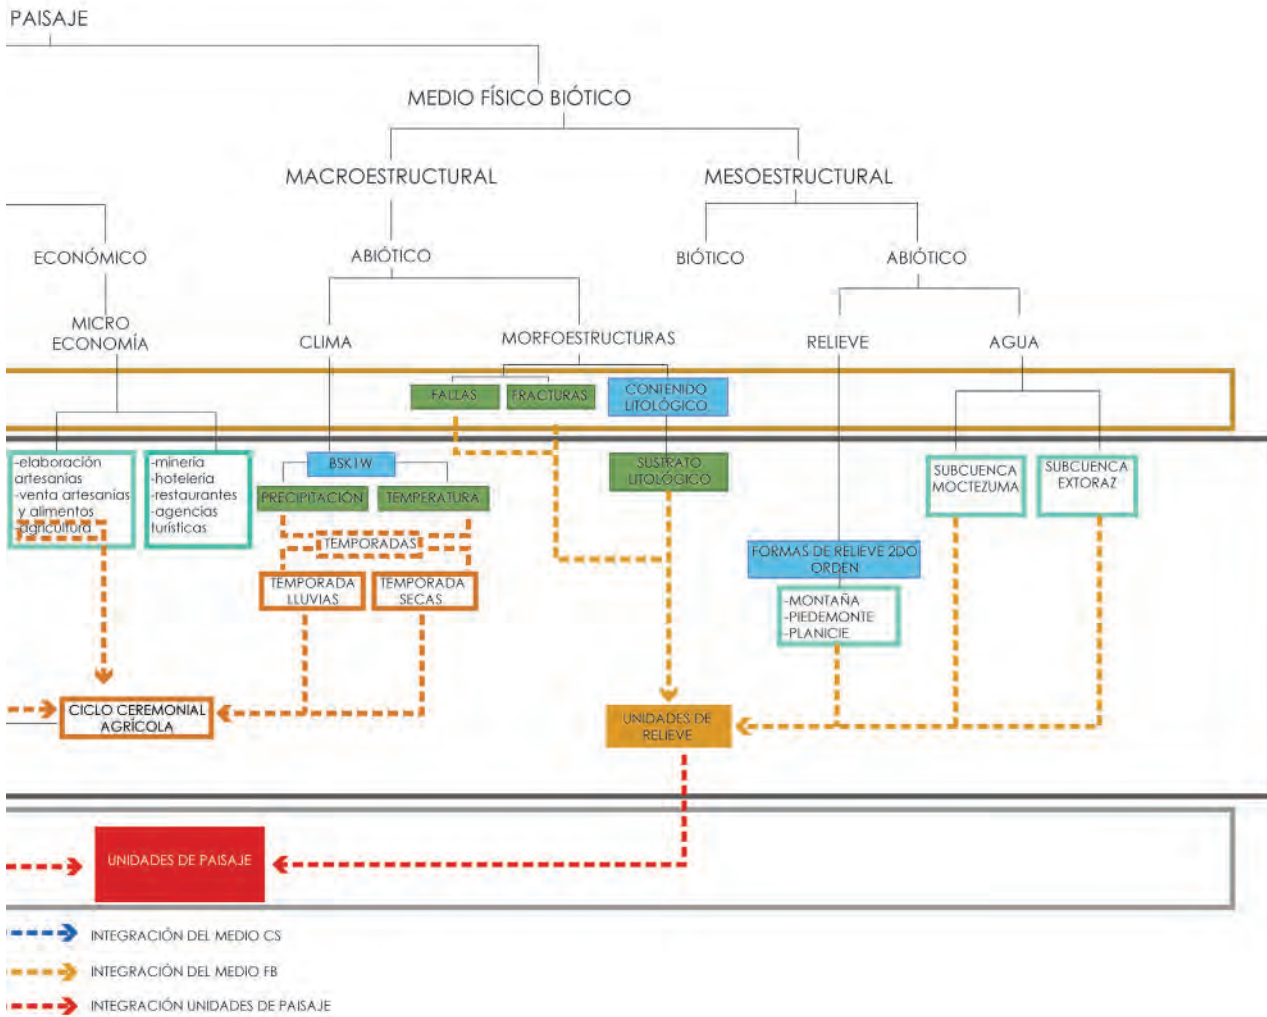 PAISAJE
MEDIO FÍSICO BIÓTICO
MACROESTRUCTURAL
MESOESTRUCTURAL
ECONÓMICO
ABIÓTICO
BIÓTICO
ABIÓTICO
MICRO
ECONOMÍA
CLIMA
MORFOESTRUCTURAS
RELIEVE
AGUA
FALLAS
FRACTURAS
CONTENIDO
LITOLÓGICO
-elaboración
artesanías
-venta artesanías
y alimentos
-agricultura
-minería
-hotelería
-restaurantes
-agencias
turísticas
BSK1W
PRECIPITACIÓN
TEMPERATURA
TEMPORADAS
TEMPORADA
LLUVIAS
TEMPORADA
SECAS
SUSTRATO
LITOLÓGICO
SUBCUENCA
MOCTEZUMA
SUBCUENCA
EXTORAZ
FORMAS DE RELIEVE 2DO
ORDEN
-MONTAÑA
-PIEDEMONTE
-PLANICIE
CICLO CEREMONIAL
AGRÍCOLA
UNIDADES DE
RELIEVE
UNIDADES DE PAISAJE
INTEGRACIÓN DEL MEDIO CS
INTEGRACIÓN DEL MEDIO FB
INTEGRACIÓN UNIDADES DE PAISAJE